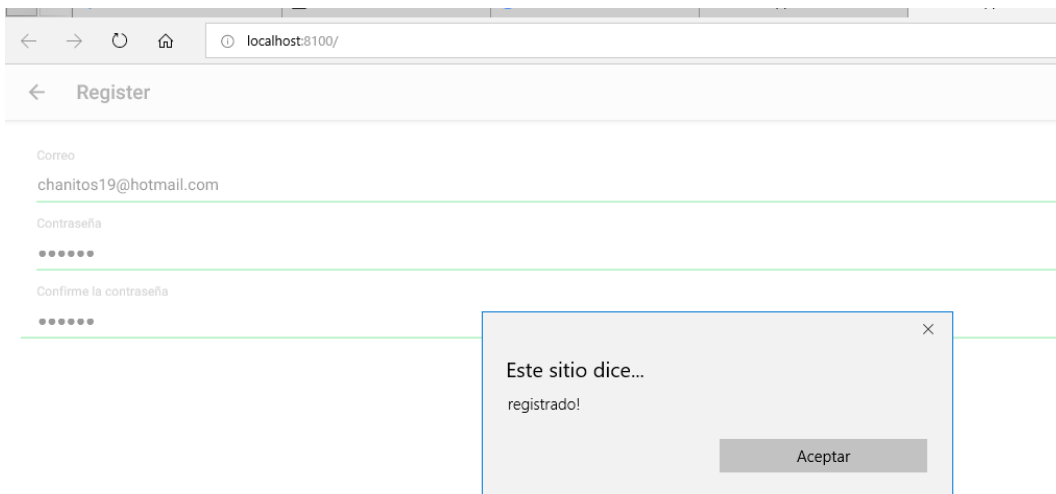 localhost:8100/
Register
Correo
chanitos19@hotmail.com
Contraseña
••••••
Confirme la contraseña
••••••
Este sitio dice...
registrado!
Aceptar